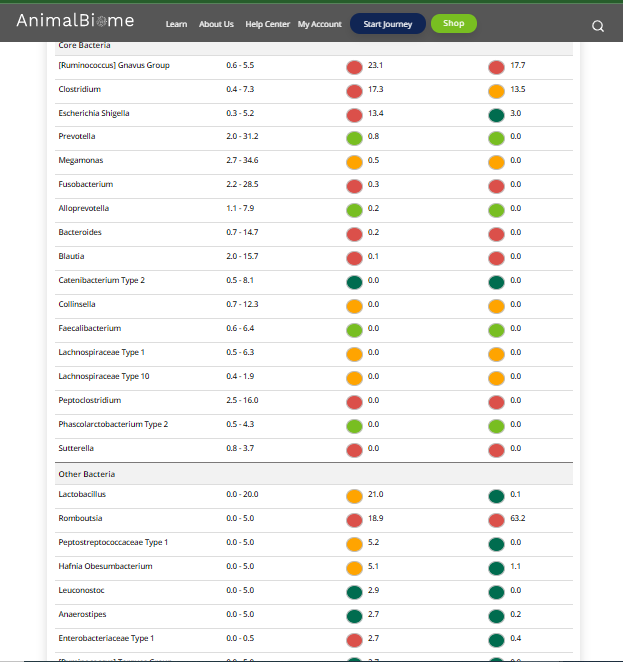 AnimalBiome Learn About Us Help Center My Account Start Journey Shop
Core Bacteria
[Ruminococcus] Gnavus Group 0.6 - 5.5 23.1 17.7
Clostridium 0.4 - 7.3 17.3 13.5
Escherichia Shigella 0.3 - 5.2 13.4 3.0
Prevotella 2.0 - 31.2 0.8 0.0
Megamonas 2.7 - 34.6 0.5 0.0
Fusobacterium 2.2 - 28.5 0.3 0.0
Alloprevotella 1.1 - 7.9 0.2 0.0
Bacteroides 0.7 - 14.7 0.2 0.0
Blautia 2.0 - 15.7 0.1 0.0
Catenibacterium Type 2 0.5 - 8.1 0.0 0.0
Collinsella 0.7 - 12.3 0.0 0.0
Faecalibacterium 0.6 - 6.4 0.0 0.0
Lachnospiraceae Type 1 0.5 - 6.3 0.0 0.0
Lachnospiraceae Type 10 0.4 - 1.9 0.0 0.0
Peptoclostridium 2.5 - 16.0 0.0 0.0
Phascolarctobacterium Type 2 0.5 - 4.3 0.0 0.0
Sutterella 0.8 - 3.7 0.0 0.0
Other Bacteria
Lactobacillus 0.0 - 20.0 21.0 0.1
Romboutsia 0.0 - 5.0 18.9 63.2
Peptostreptococcaceae Type 1 0.0 - 5.0 5.2 0.0
Hafnia Obesumbacterium 0.0 - 5.0 5.1 1.1
Leuconostoc 0.0 - 5.0 2.9 0.0
Anaerostipes 0.0 - 5.0 2.7 0.2
Enterobacteriaceae Type 1 0.0 - 0.5 2.7 0.4